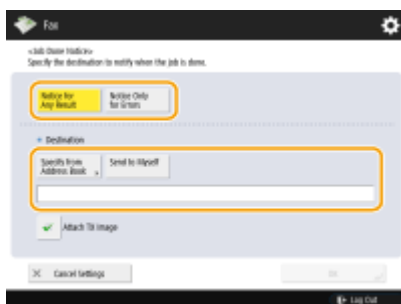 Fax
<Job Done Notice>
Specify the destination to notify when the job is done.
Notice for
Any Result
Notice Only
for Errors
Destination
Specify from
Address Book
Send to Myself
Attach TX Image
Cancel Settings
OK
Log Out